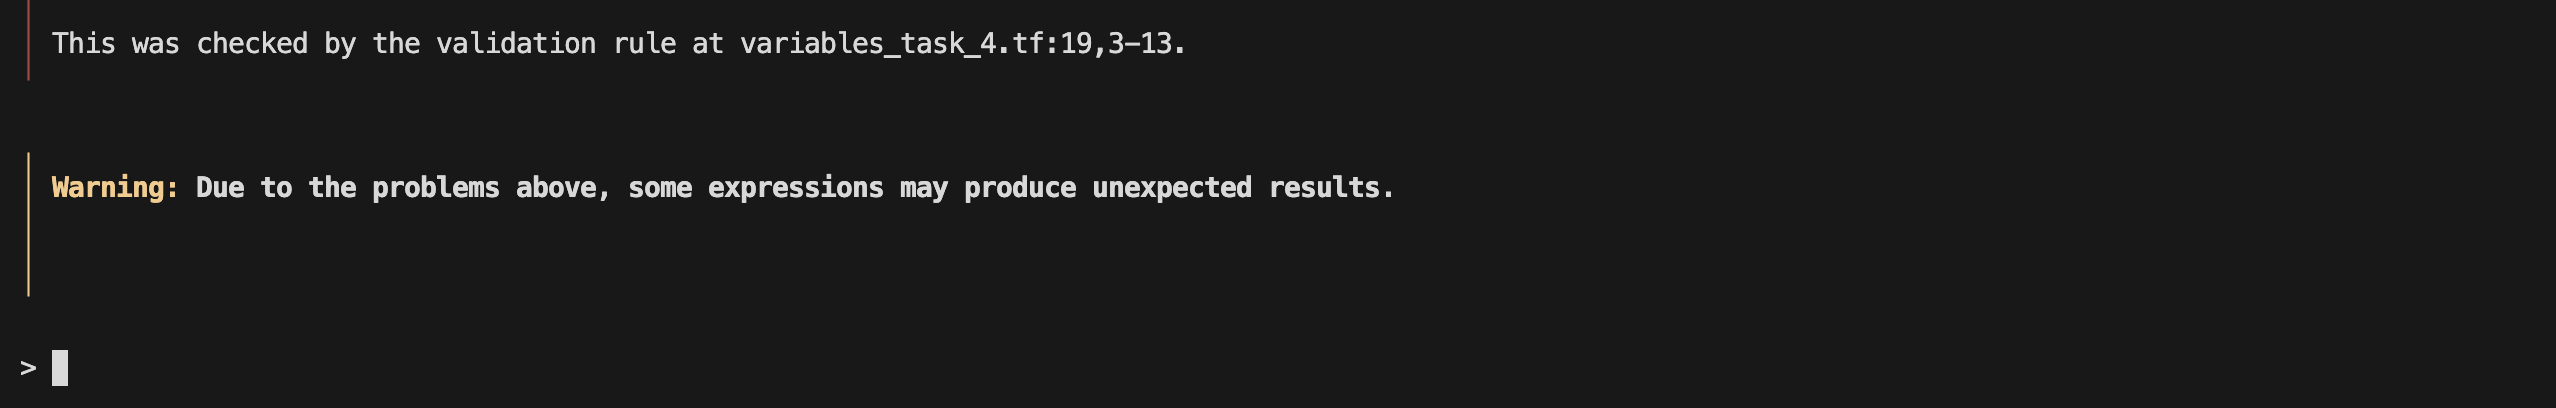 This was checked by the validation rule at variables_task_4.tf:19,3-13.
Warning: Due to the problems above, some expressions may produce unexpected results.
>